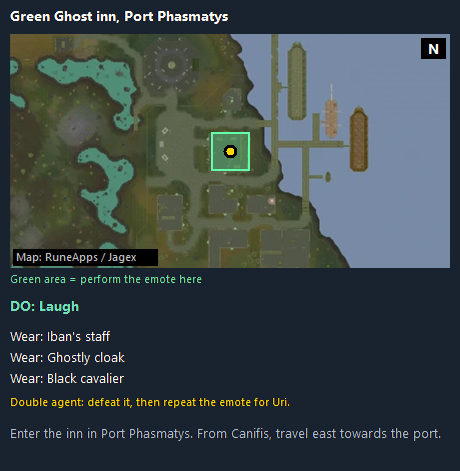 Green Ghost inn, Port Phasmatys
N
Map: RuneApps / Jagex
Green area = perform the emote here
DO: Laugh
Wear: Iban's staff
Wear: Ghostly cloak
Wear: Black cavalier
Double agent: defeat it, then repeat the emote for Uri.
Enter the inn in Port Phasmatys. From Canifis, travel east towards the port.